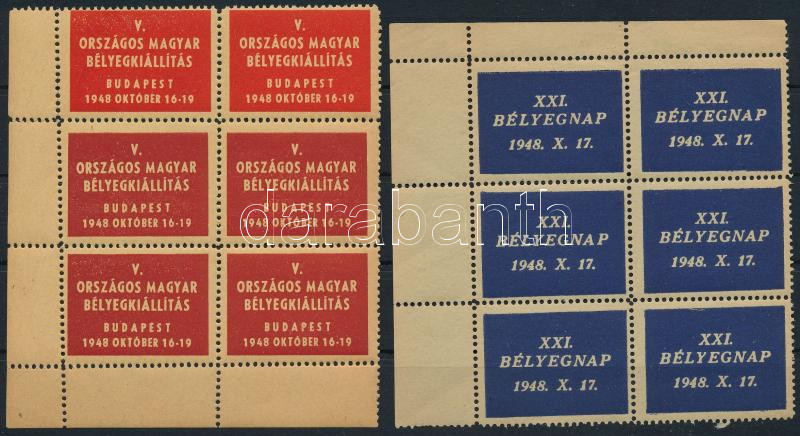 V.
ORSZÁGOS MAGYAR
BÉLYEGKIÁLLÍTÁS
BUDAPEST
1948 OKTÓBER 16-19
V.
ORSZÁGOS MAGYAR
BÉLYEGKIÁLLÍTÁS
BUDAPEST
1948 OKTÓBER 16-19
V.
ORSZÁGOS MAGYAR
BÉLYEGKIÁLLÍTÁS
BUDAPEST
1948 OKTÓBER 16-19
V.
ORSZÁGOS MAGYAR
BÉLYEGKIÁLLÍTÁS
BUDAPEST
1948 OKTÓBER 16-19
V.
ORSZÁGOS MAGYAR
BÉLYEGKIÁLLÍTÁS
BUDAPEST
1948 OKTÓBER 16-19
V.
ORSZÁGOS MAGYAR
BÉLYEGKIÁLLÍTÁS
BUDAPEST
1948 OKTÓBER 16-19
XXI.
BÉLYEGNAP
1948. X. 17.
XXI.
BÉLYEGNAP
1948. X. 17.
XXI.
BÉLYEGNAP
1948. X. 17.
XXI.
BÉLYEGNAP
1948. X. 17.
XXI.
BÉLYEGNAP
1948. X. 17.
XXI.
BÉLYEGNAP
1948. X. 17.
darabanth